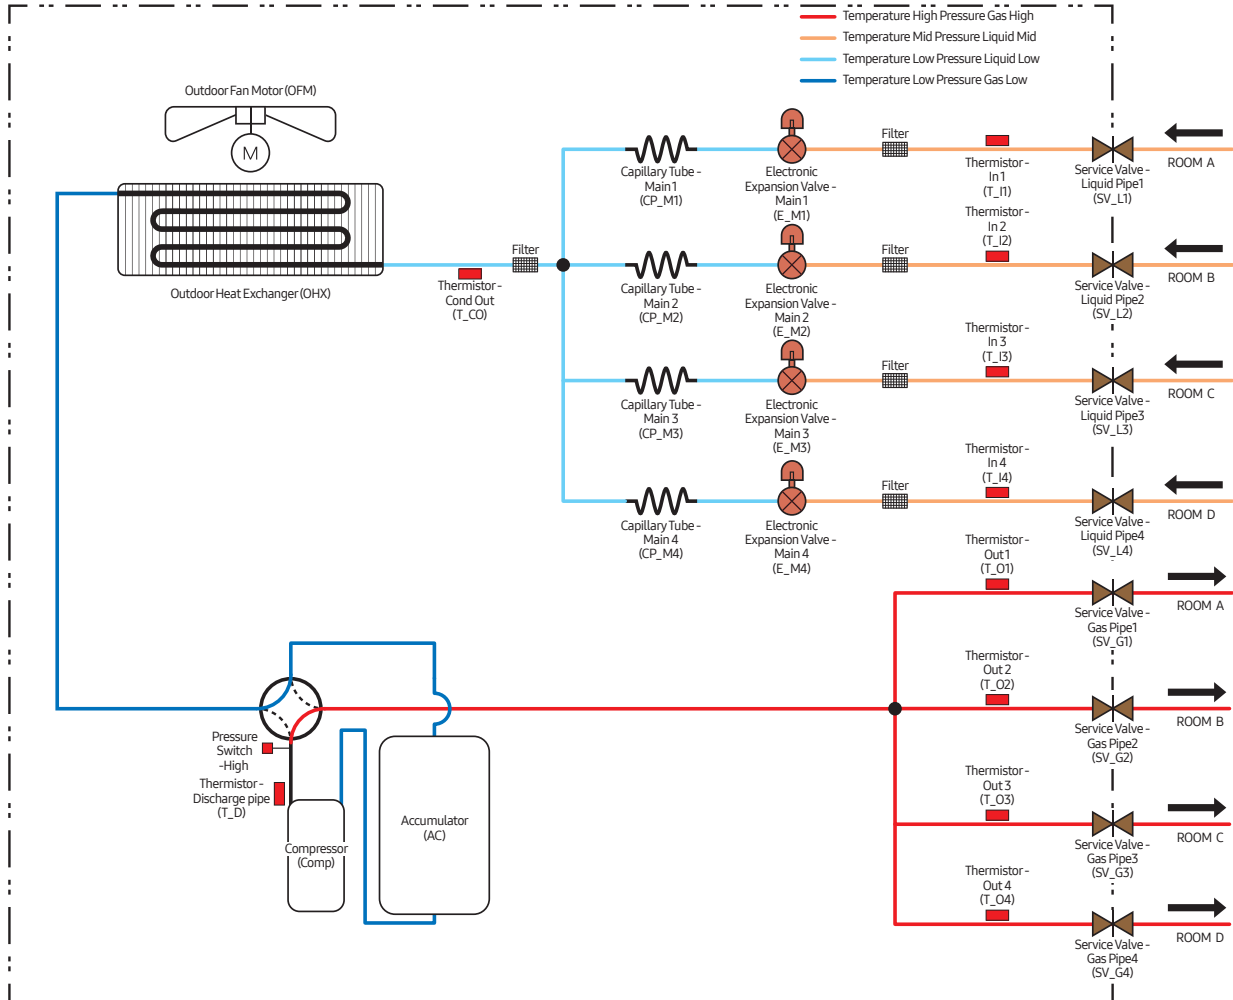 Temperature High Pressure Gas High
Temperature Mid Pressure Liquid Mid
Temperature Low Pressure Liquid Low
Temperature Low Pressure Gas Low
Outdoor Fan Motor (OFM)
M
Outdoor Heat Exchanger (OHX)
Thermistor-
Cond Out
(T_CO)
Filter
Capillary Tube -
Main 1
(CP_M1)
Electronic
Expansion Valve -
Main 1
(E_M1)
Filter
Thermistor-
In 1
(T_I1)
Service Valve -
Liquid Pipe1
(SV_L1)
ROOM A
Capillary Tube -
Main 2
(CP_M2)
Electronic
Expansion Valve -
Main 2
(E_M2)
Filter
Thermistor-
In 2
(T_I2)
Service Valve -
Liquid Pipe2
(SV_L2)
ROOM B
Capillary Tube -
Main 3
(CP_M3)
Electronic
Expansion Valve -
Main 3
(E_M3)
Filter
Thermistor-
In 3
(T_I3)
Service Valve -
Liquid Pipe3
(SV_L3)
ROOM C
Capillary Tube -
Main 4
(CP_M4)
Electronic
Expansion Valve -
Main 4
(E_M4)
Filter
Thermistor-
In 4
(T_I4)
Service Valve -
Liquid Pipe4
(SV_L4)
ROOM D
Thermistor-
Out 1
(T_O1)
Service Valve -
Gas Pipe1
(SV_G1)
ROOM A
Thermistor-
Out 2
(T_O2)
Service Valve -
Gas Pipe2
(SV_G2)
ROOM B
Thermistor-
Out 3
(T_O3)
Service Valve -
Gas Pipe3
(SV_G3)
ROOM C
Thermistor-
Out 4
(T_O4)
Service Valve -
Gas Pipe4
(SV_G4)
ROOM D
Pressure
Switch
-High
Thermistor-
Discharge pipe
(T_D)
Compressor
(Comp)
Accumulator
(AC)